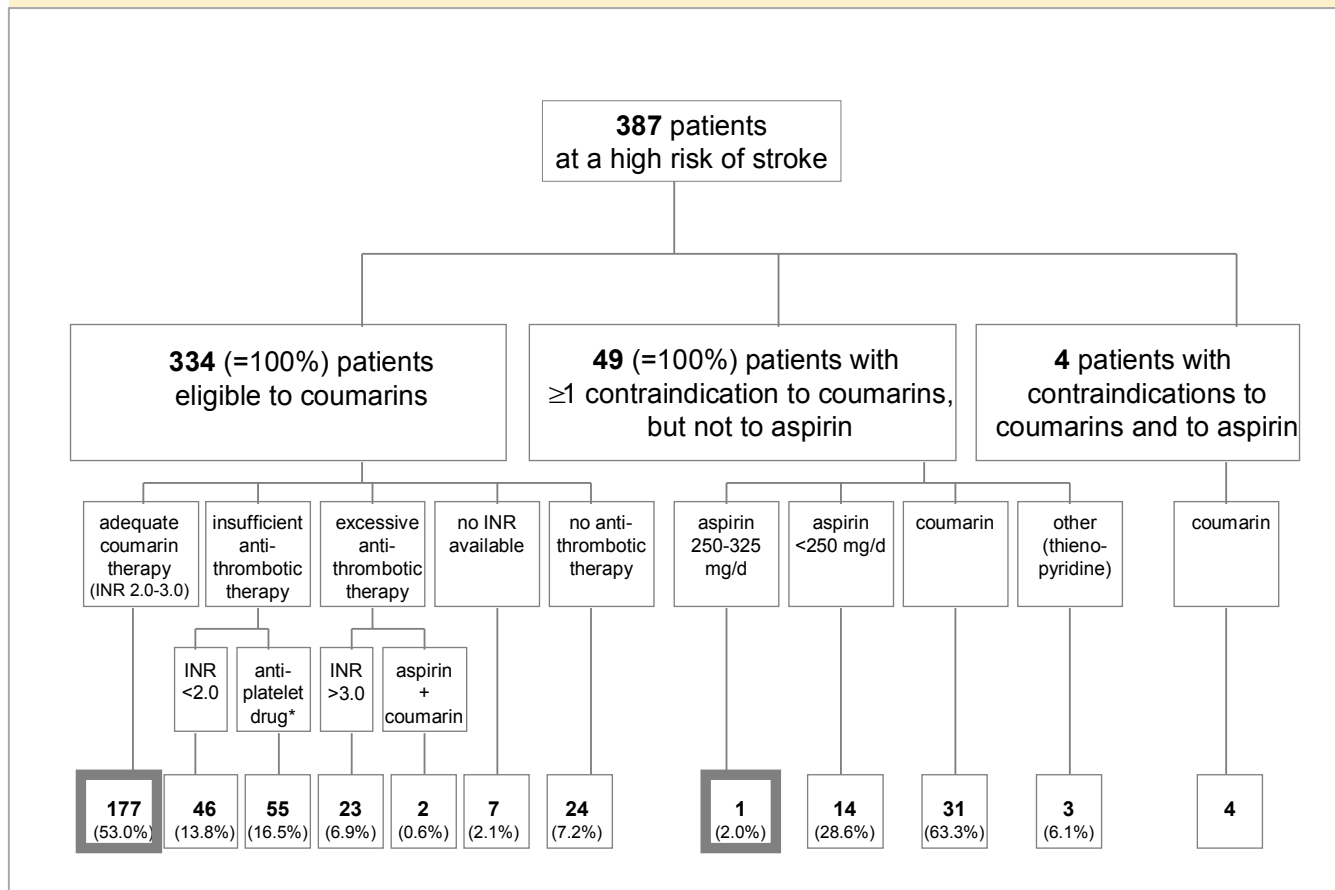 387 patients
at a high risk of stroke
334 (=100%) patients
eligible to coumarins
49 (=100%) patients with
≥1 contraindication to coumarins,
but not to aspirin
4 patients with
contraindications to
coumarins and to aspirin
adequate
coumarin
therapy
(INR 2.0-3.0)
insufficient
anti-
thrombotic
therapy
excessive
anti-
thrombotic
therapy
no INR
available
no anti-
thrombotic
therapy
aspirin
250-325
mg/d
aspirin
<250 mg/d
coumarin
other
(thieno-
pyridine)
coumarin
INR
<2.0
anti-
platelet
drug*
INR
>3.0
aspirin
+
coumarin
177
(53.0%)
46
(13.8%)
55
(16.5%)
23
(6.9%)
2
(0.6%)
7
(2.1%)
24
(7.2%)
1
(2.0%)
14
(28.6%)
31
(63.3%)
3
(6.1%)
4